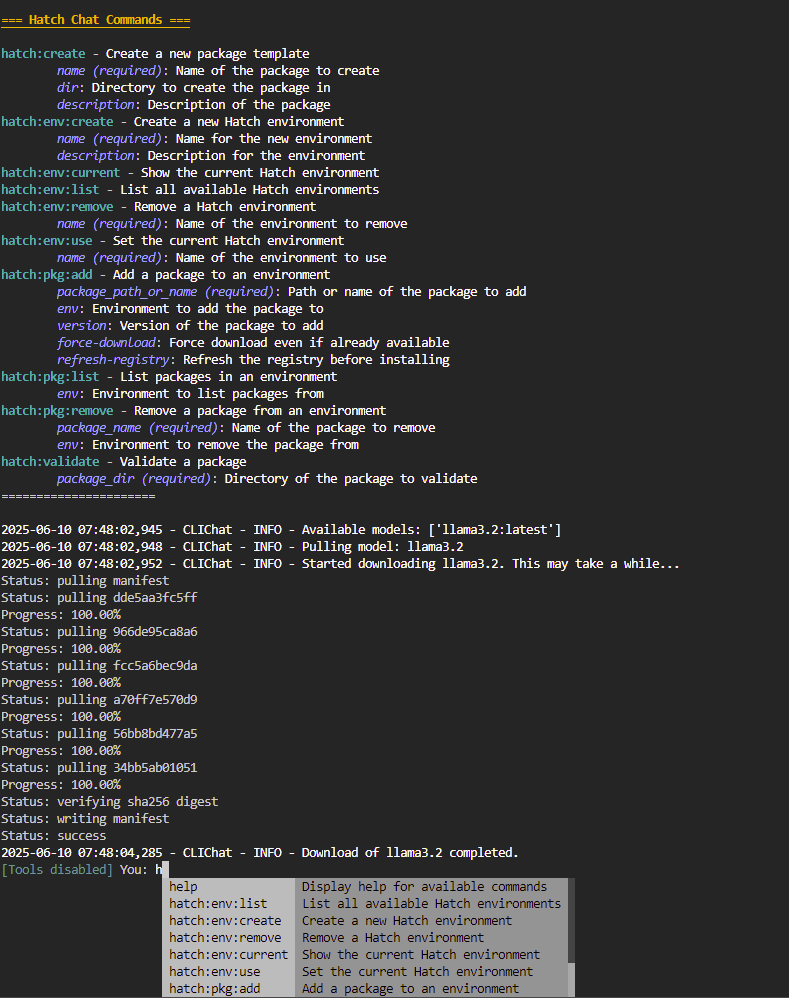 === Hatch Chat Commands ===
hatch:create - Create a new package template
name (required): Name of the package to create
dir: Directory to create the package in
description: Description of the package
hatch:env:create - Create a new Hatch environment
name (required): Name for the new environment
description: Description for the environment
hatch:env:current - Show the current Hatch environment
hatch:env:list - List all available Hatch environments
hatch:env:remove - Remove a Hatch environment
name (required): Name of the environment to remove
hatch:env:use - Set the current Hatch environment
name (required): Name of the environment to use
hatch:pkg:add - Add a package to an environment
package_path_or_name (required): Path or name of the package to add
env: Environment to add the package to
version: Version of the package to add
force-download: Force download even if already available
refresh-registry: Refresh the registry before installing
hatch:pkg:list - List packages in an environment
env: Environment to list packages from
hatch:pkg:remove - Remove a package from an environment
package_name (required): Name of the package to remove
env: Environment to remove the package from
hatch:validate - Validate a package
package_dir (required): Directory of the package to validate
======================
2025-06-10 07:48:02,945 - CLIChat - INFO - Available models: ['llama3.2:latest']
2025-06-10 07:48:02,948 - CLIChat - INFO - Pulling model: llama3.2
2025-06-10 07:48:02,952 - CLIChat - INFO - Started downloading llama3.2. This may take a while...
Status: pulling manifest
Status: pulling dde5aa3fc5ff
Progress: 100.00%
Status: pulling 966de95ca8a6
Progress: 100.00%
Status: pulling fcc5a6bec9da
Progress: 100.00%
Status: pulling a70ff7e570d9
Progress: 100.00%
Status: pulling 56bb8bd477a5
Progress: 100.00%
Status: pulling 34bb5ab01051
Progress: 100.00%
Status: verifying sha256 digest
Status: writing manifest
Status: success
2025-06-10 07:48:04,285 - CLIChat - INFO - Download of llama3.2 completed.
[Tools disabled] You: h
help Display help for available commands
hatch:env:list List all available Hatch environments
hatch:env:create Create a new Hatch environment
hatch:env:remove Remove a Hatch environment
hatch:env:current Show the current Hatch environment
hatch:env:use Set the current Hatch environment
hatch:pkg:add Add a package to an environment